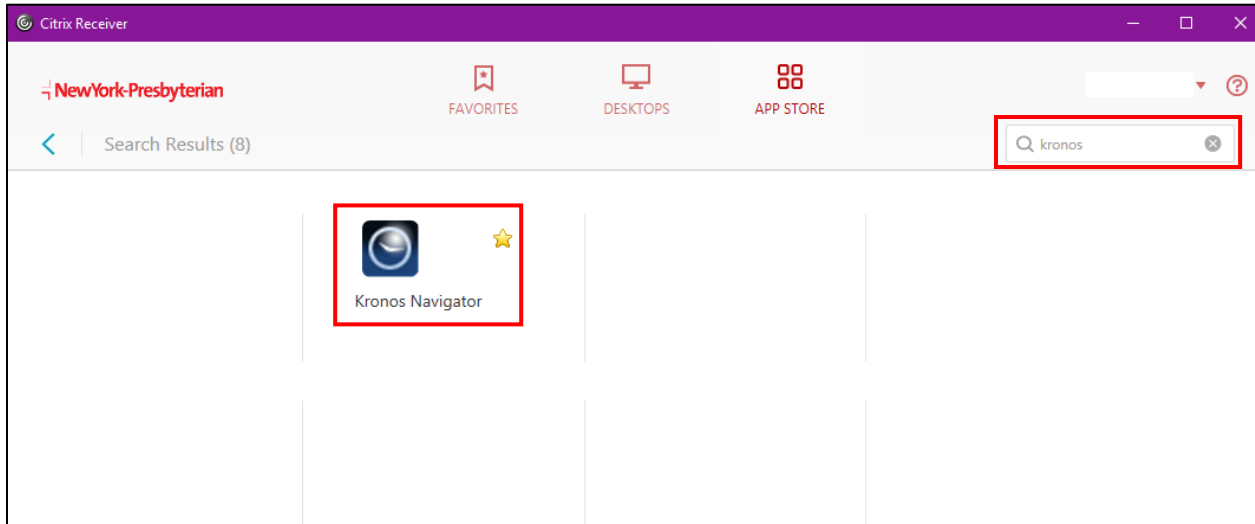 Citrix Receiver
NewYork-Presbyterian
FAVORITES
DESKTOPS
APP STORE
Search Results (8)
kronos
Kronos Navigator